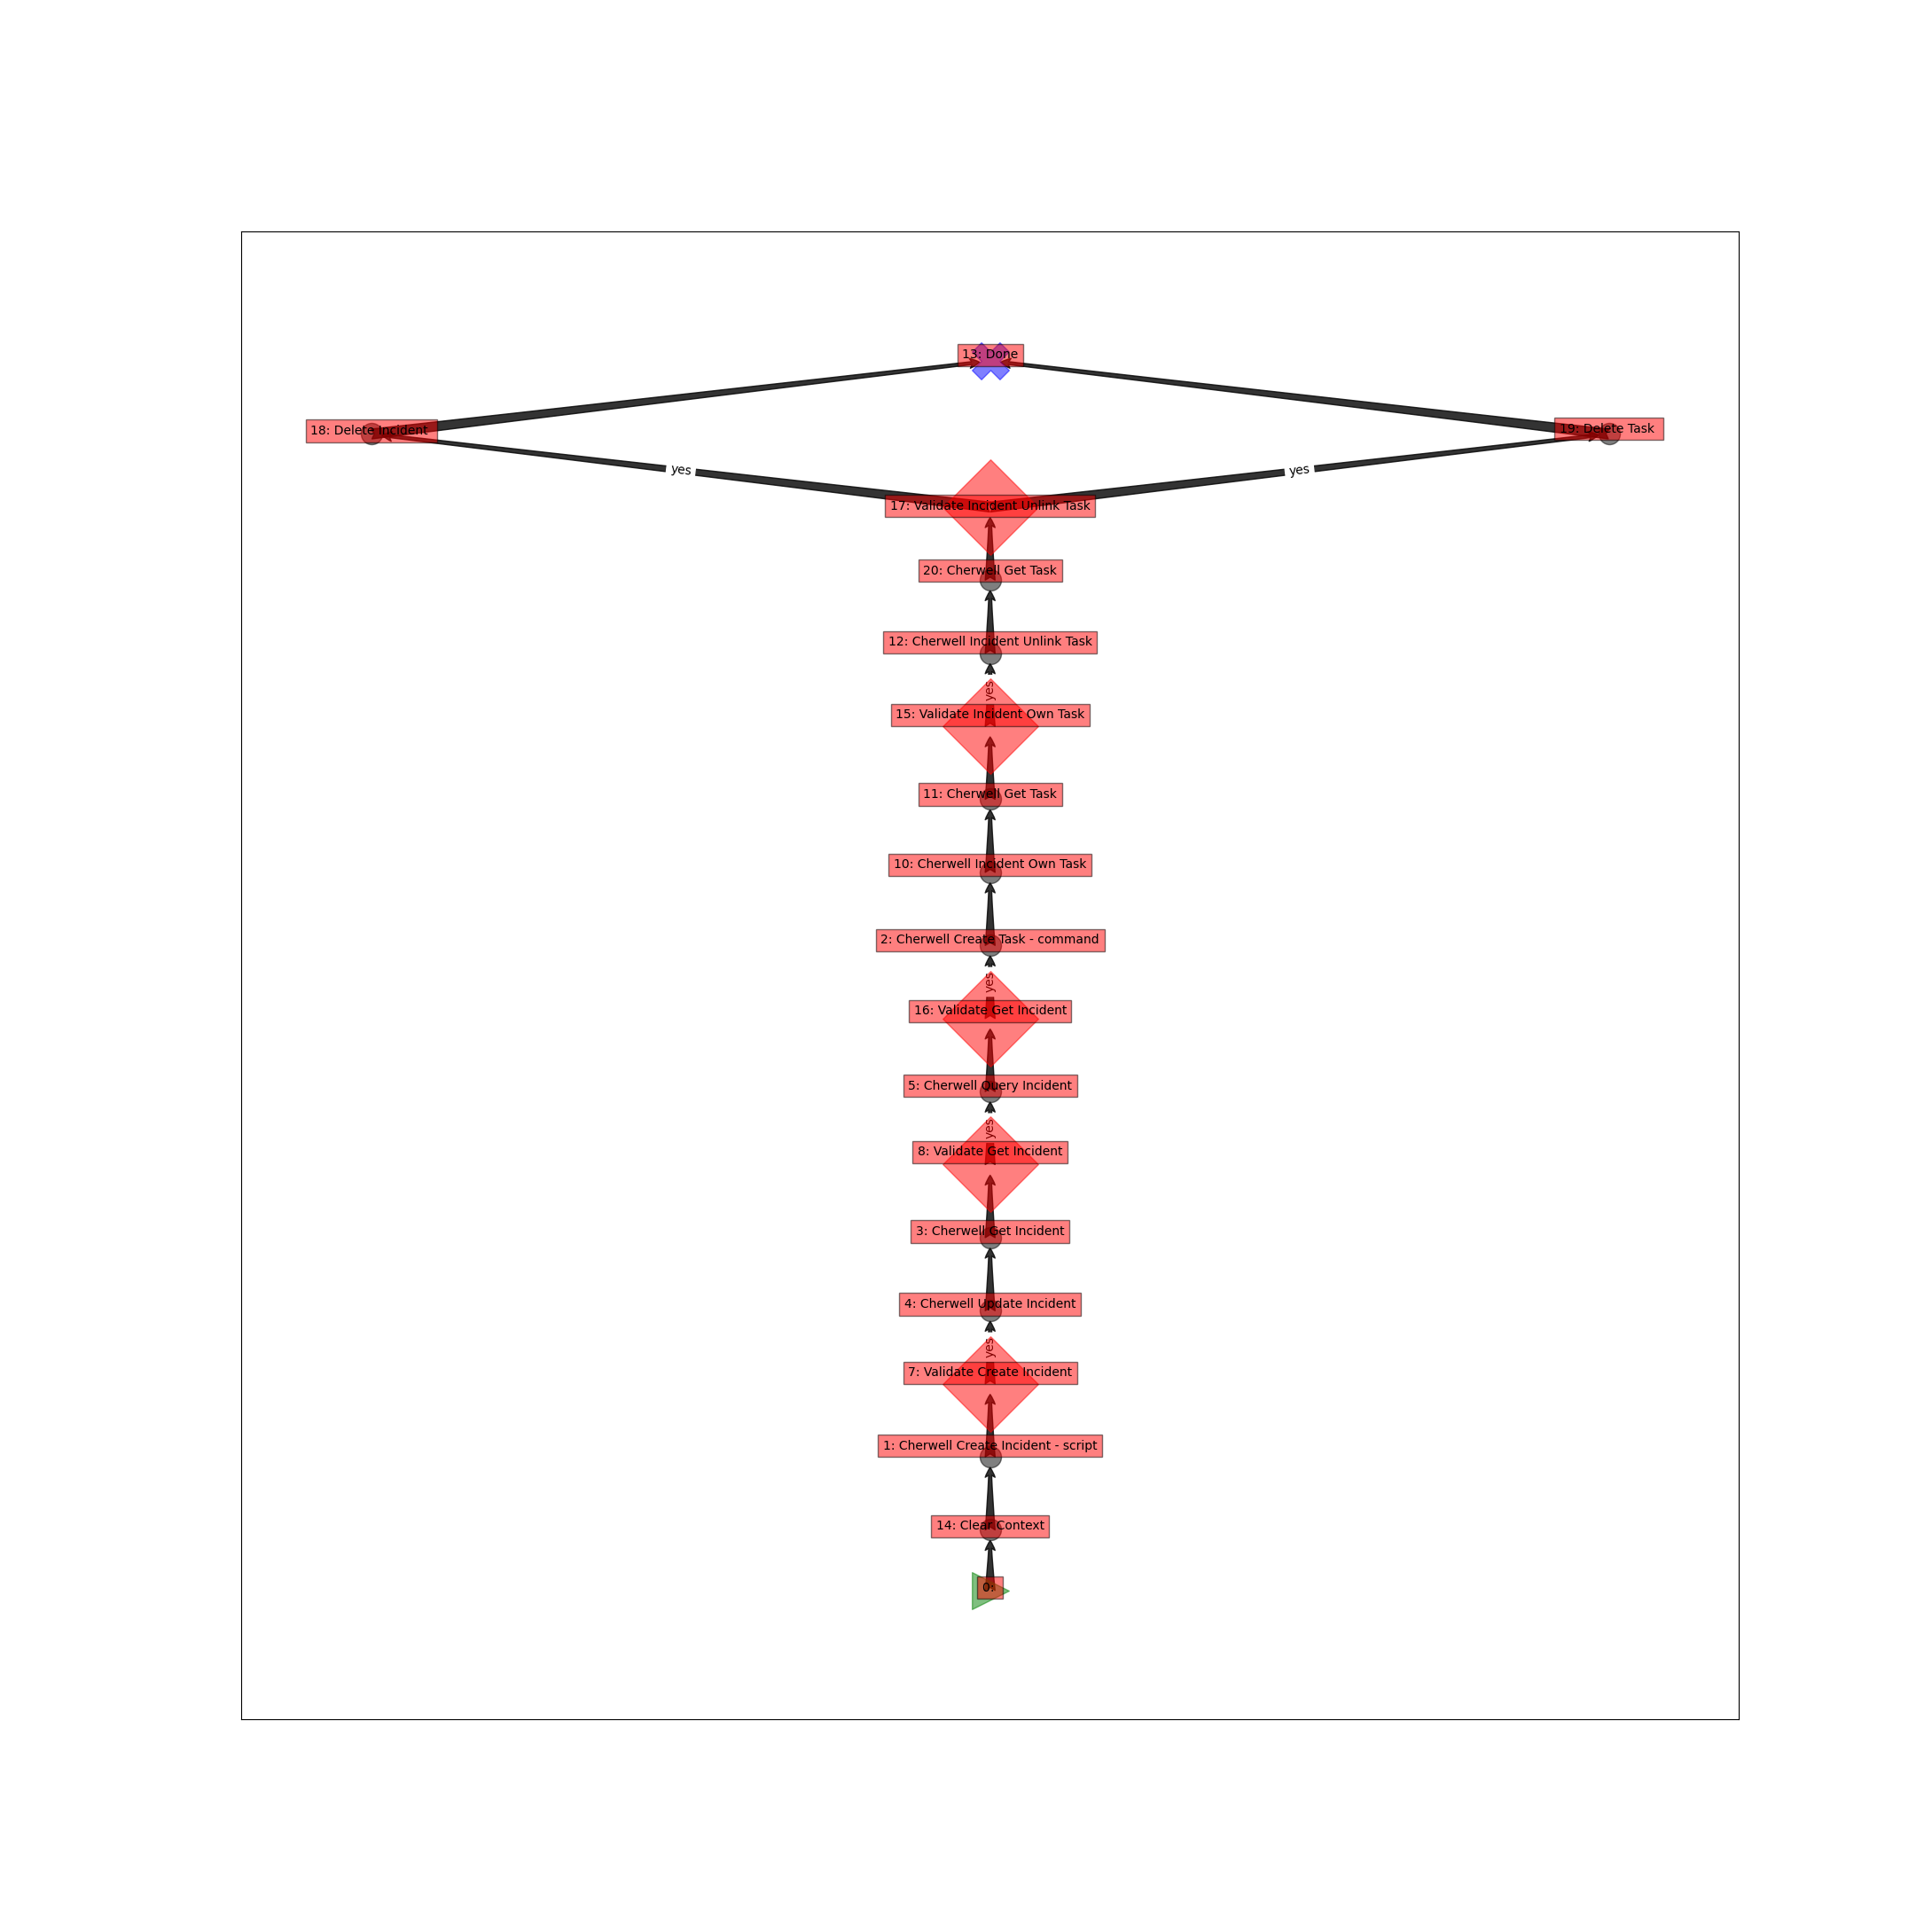 13: Done
18: Delete Incident
19: Delete Task
yes
yes
17: Validate Incident Unlink Task
20: Cherwell Get Task
12: Cherwell Incident Unlink Task
yes
15: Validate Incident Own Task
11: Cherwell Get Task
10: Cherwell Incident Own Task
2: Cherwell Create Task - command
yes
16: Validate Get Incident
5: Cherwell Query Incident
yes
8: Validate Get Incident
3: Cherwell Get Incident
4: Cherwell Update Incident
yes
7: Validate Create Incident
1: Cherwell Create Incident - script
14: Clear Context
0: